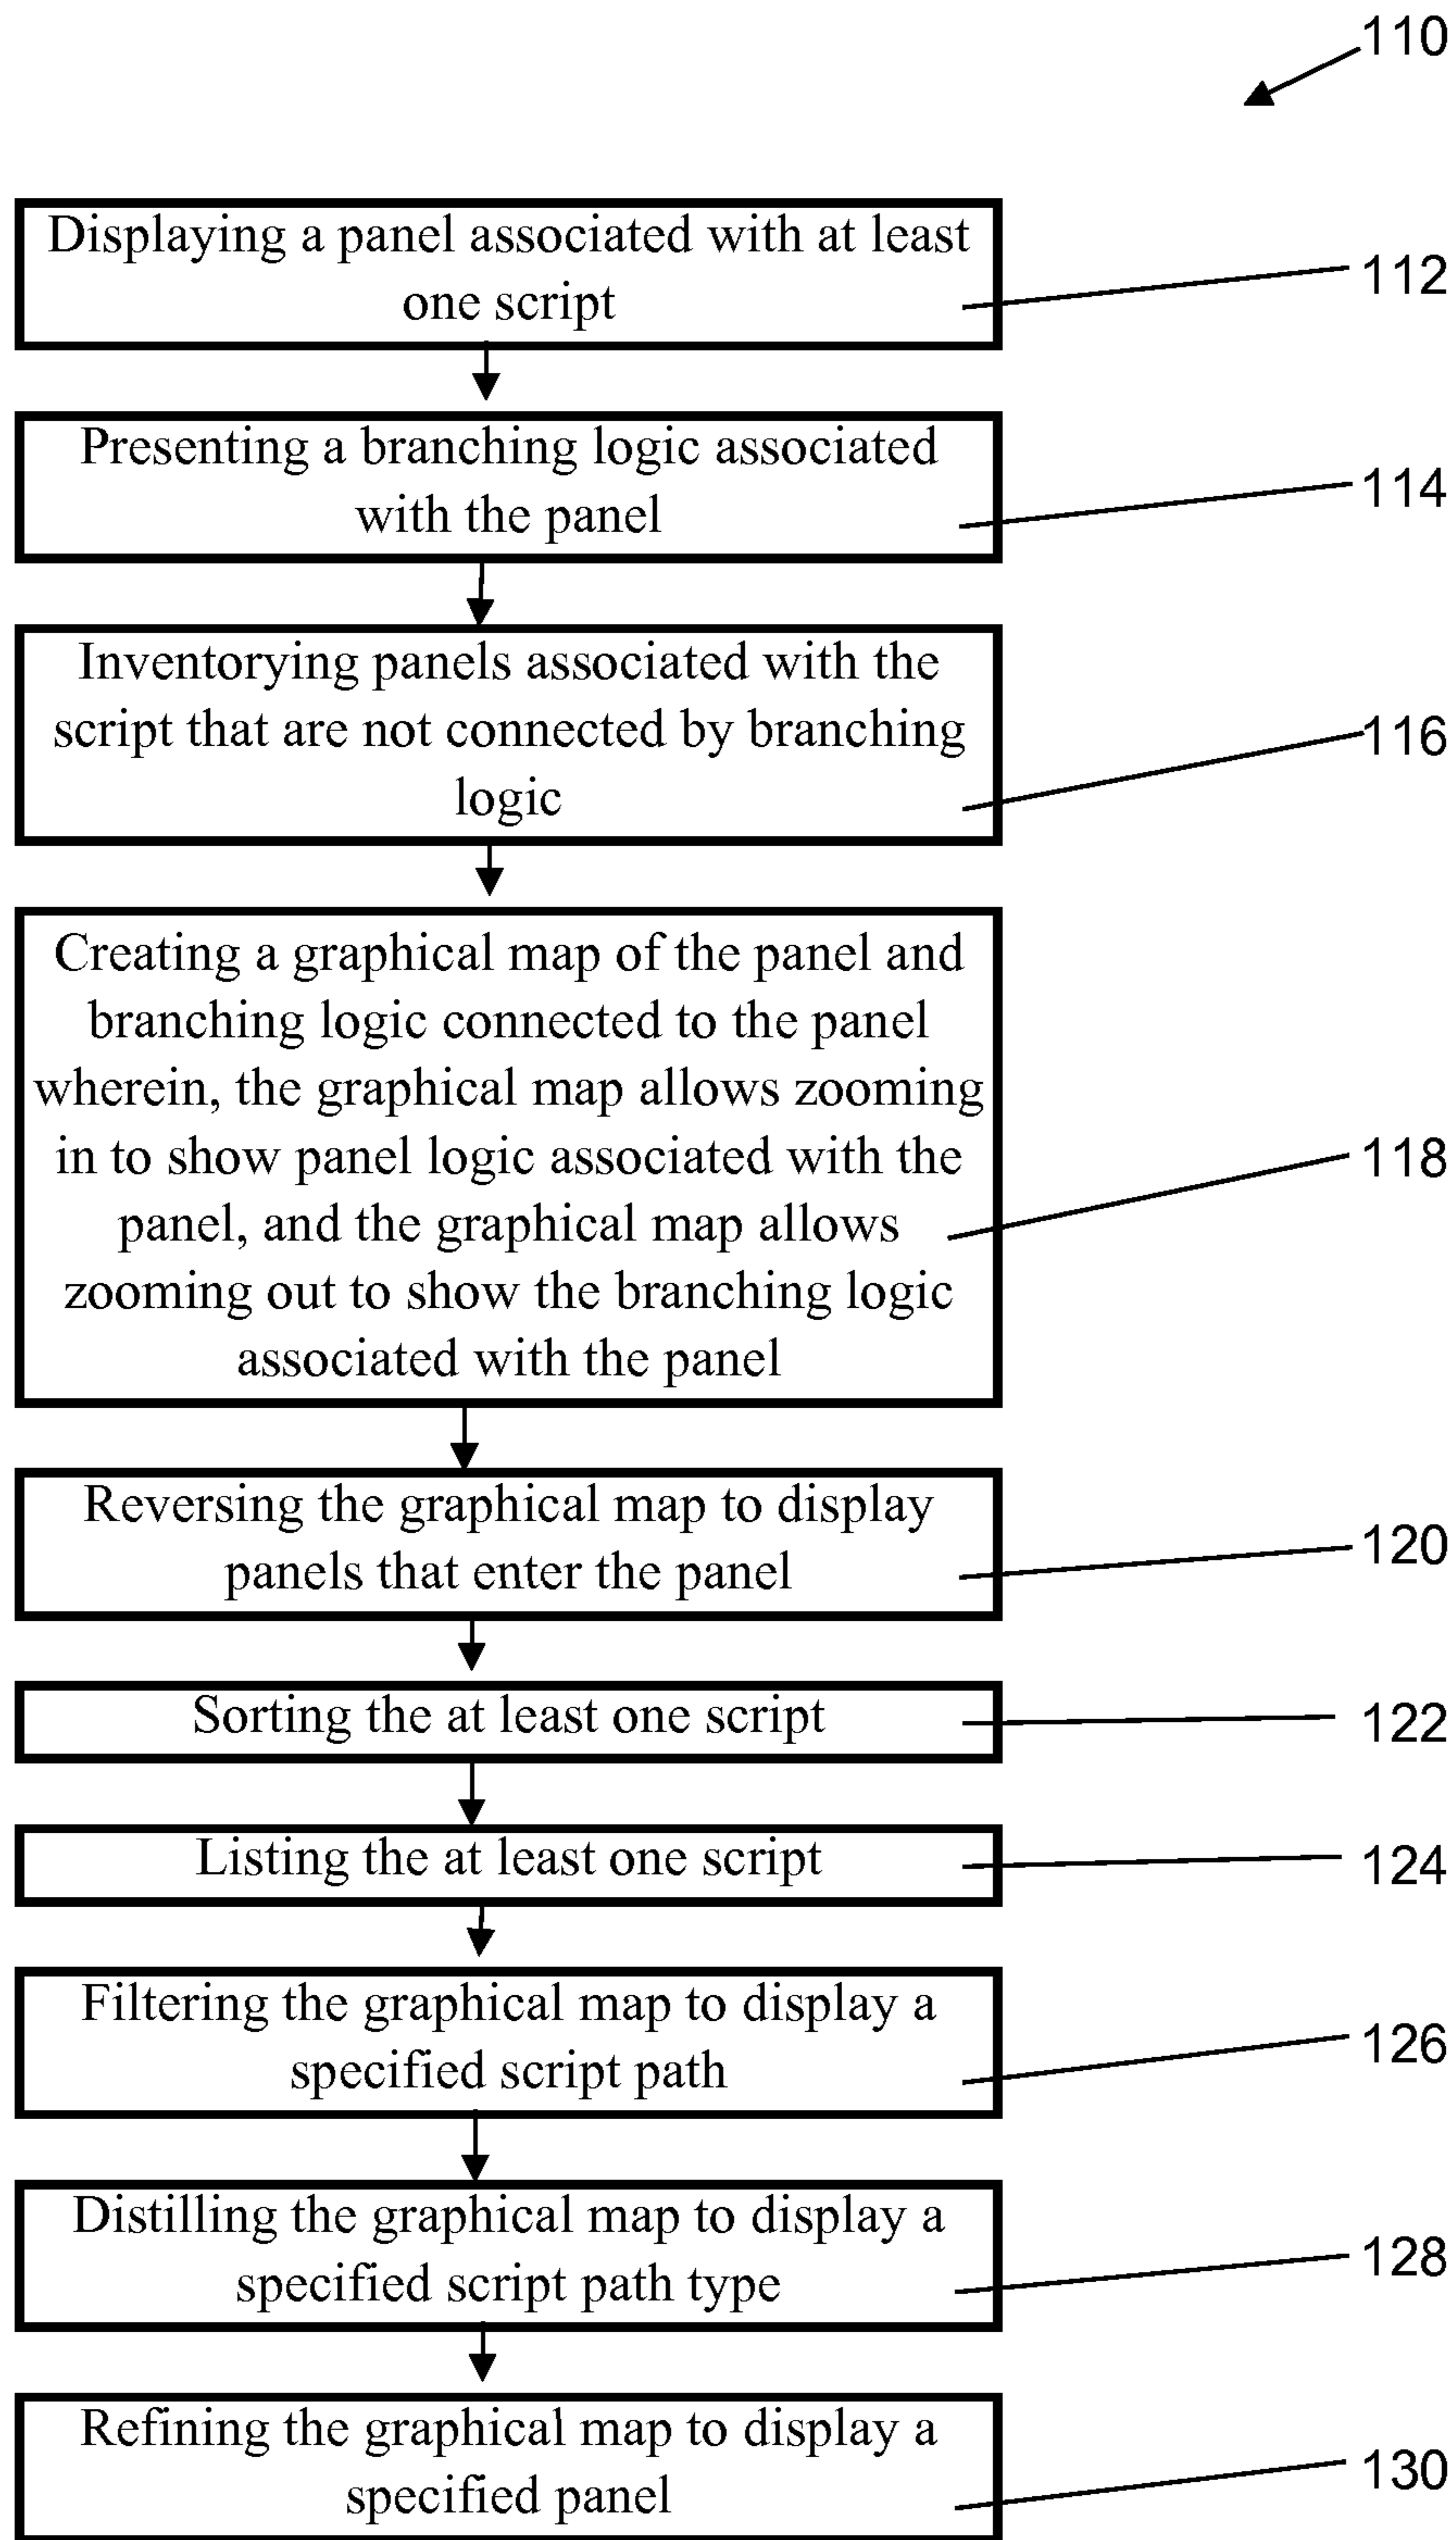 110
Displaying a panel associated with at least
one script
112
Presenting a branching logic associated
with the panel
114
Inventorying panels associated with the
script that are not connected by branching
logic
116
Creating a graphical map of the panel and
branching logic connected to the panel
wherein, the graphical map allows zooming
in to show panel logic associated with the
panel, and the graphical map allows
zooming out to show the branching logic
associated with the panel
118
Reversing the graphical map to display
panels that enter the panel
120
Sorting the at least one script
122
Listing the at least one script
124
Filtering the graphical map to display a
specified script path
126
Distilling the graphical map to display a
specified script path type
128
Refining the graphical map to display a
specified panel
130